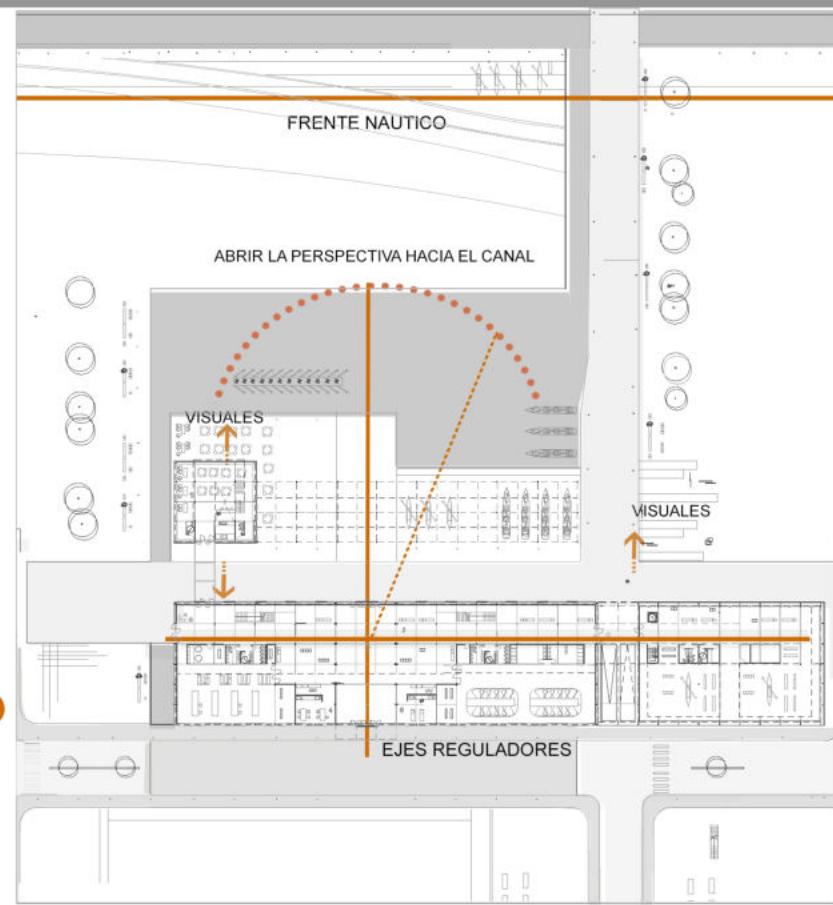 FRENTE NAUTICO
ABRIR LA PERSPECTIVA HACIA EL CANAL
VISUALES
VISUALES
EJES REGULADORES